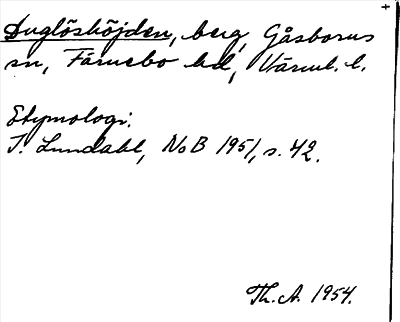 +
Duglöshöjden, berg, Gåsborns
sn, Färnebo hd, Värml. l.
Etymologi.
I. Lundahl, NoB 1951, s. 42.
Th. A. 1954.